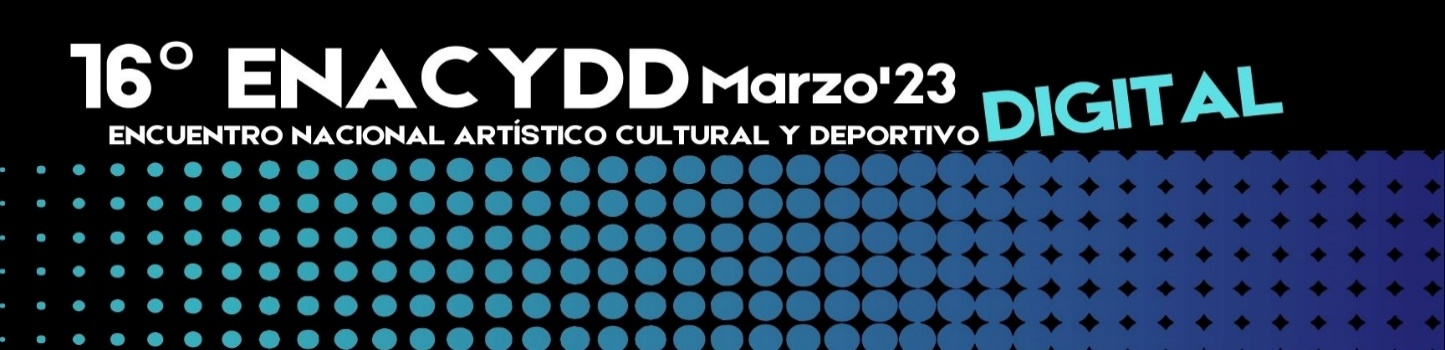 16° ENACYDD Marzo'23 DIGITAL
ENCUENTRO NACIONAL ARTÍSTICO CULTURAL Y DEPORTIVO